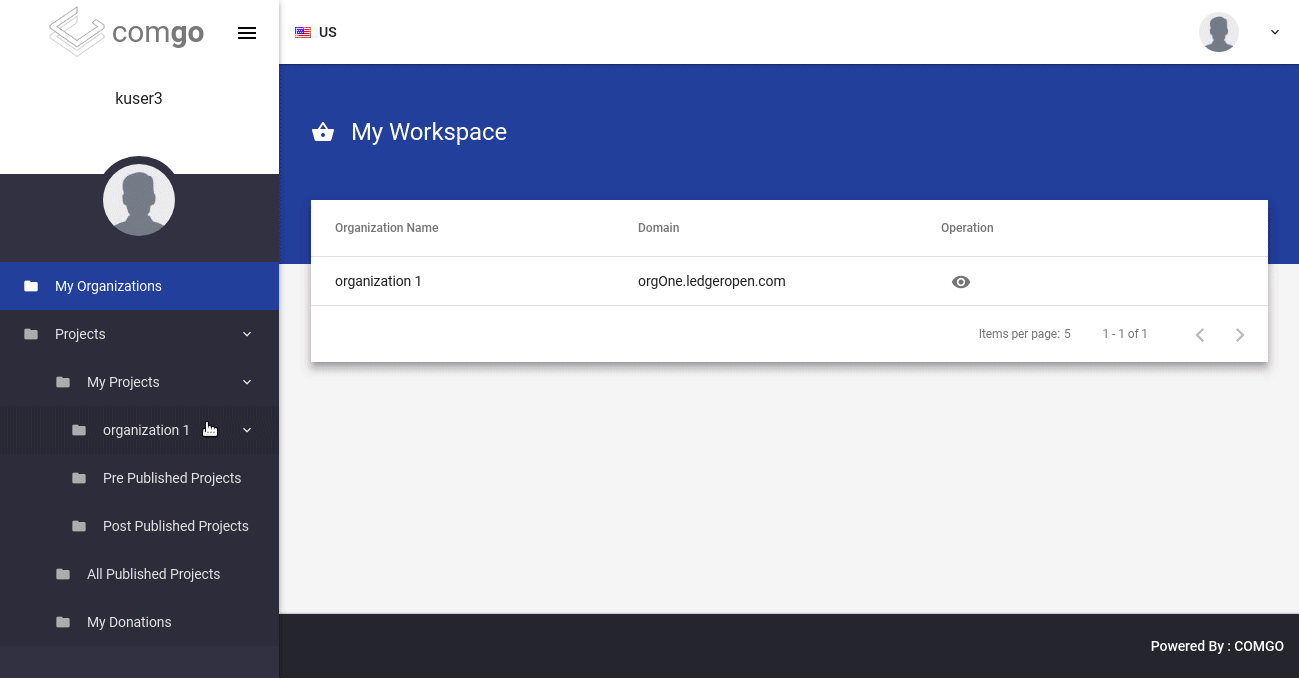 comgo
US
kuser3
My Workspace
Organization Name Domain Operation
organization 1 orgOne.ledgeropen.com
Items per page: 5 1 - 1 of 1
My Organizations
Projects
My Projects
organization 1
Pre Published Projects
Post Published Projects
All Published Projects
My Donations
Powered By : COMGO